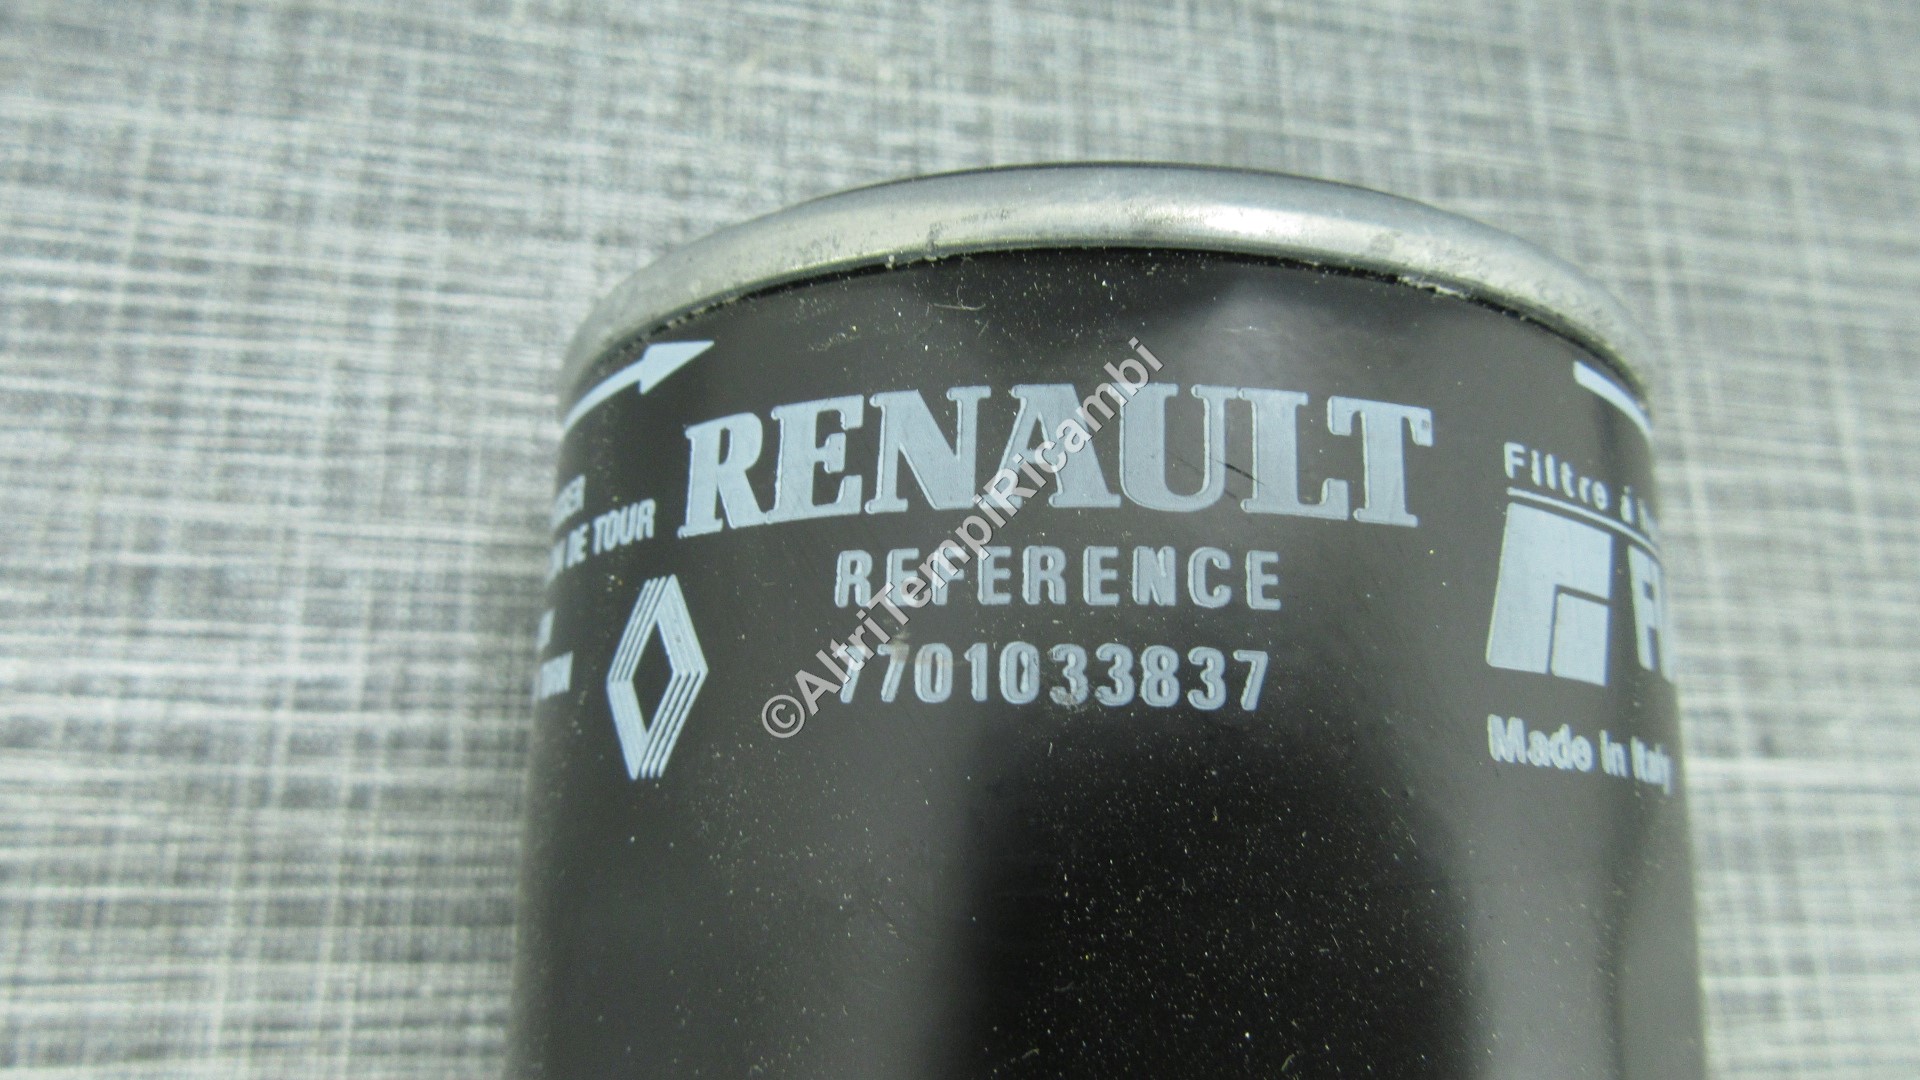 RENAULT
REFERENCE
7701033837
DE TOUR
Filtre à
Made in Italy
©AltriTempiRicambi